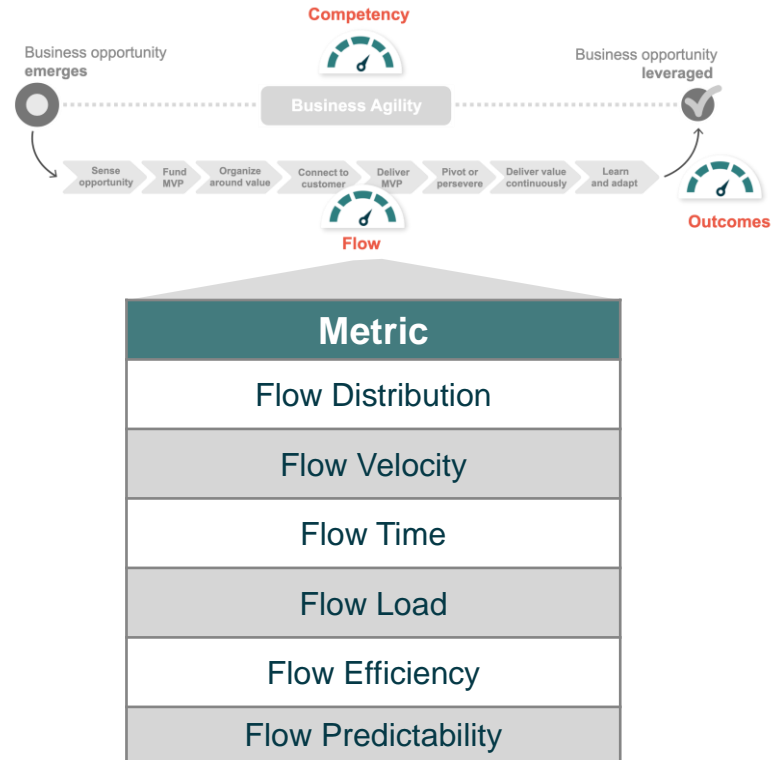 Competency
Business opportunity
emerges
Business opportunity
leveraged
Business Agility
Sense
opportunity
Fund
MVP
Organize
around value
Connect to
customer
Deliver
MVP
Pivot or
persevere
Deliver value
continuously
Learn
and adapt
Flow
Outcomes
Metric
Flow Distribution
Flow Velocity
Flow Time
Flow Load
Flow Efficiency
Flow Predictability